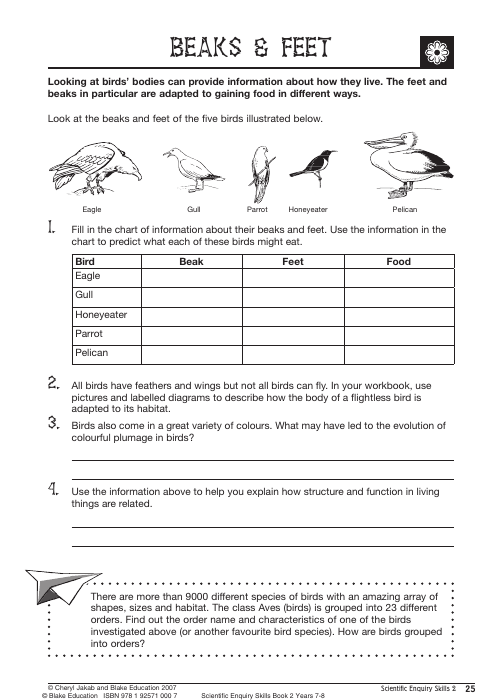 BEAKS & FEET
Looking at birds' bodies can provide information about how they live. The feet and
beaks in particular are adapted to gaining food in different ways.
Look at the beaks and feet of the five birds illustrated below.
Eagle Gull Parrot Honeyeater Pelican
1. Fill in the chart of information about their beaks and feet. Use the information in the
chart to predict what each of these birds might eat.
Bird Beak Feet Food
Eagle
Gull
Honeyeater
Parrot
Pelican
2. All birds have feathers and wings but not all birds can fly. In your workbook, use
pictures and labelled diagrams to describe how the body of a flightless bird is
adapted to its habitat.
3. Birds also come in a great variety of colours. What may have led to the evolution of
colourful plumage in birds?
4. Use the information above to help you explain how structure and function in living
things are related.
There are more than 9000 different species of birds with an amazing array of
shapes, sizes and habitat. The class Aves (birds) is grouped into 23 different
orders. Find out the order name and characteristics of one of the birds
investigated above (or another favourite bird species). How are birds grouped
into orders?
© Cheryl Jakab and Blake Education 2007 Scientific Enquiry Skills 2 25
© Blake Education ISBN 978 1 92571 000 7 Scientific Enquiry Skills Book 2 Years 7-8